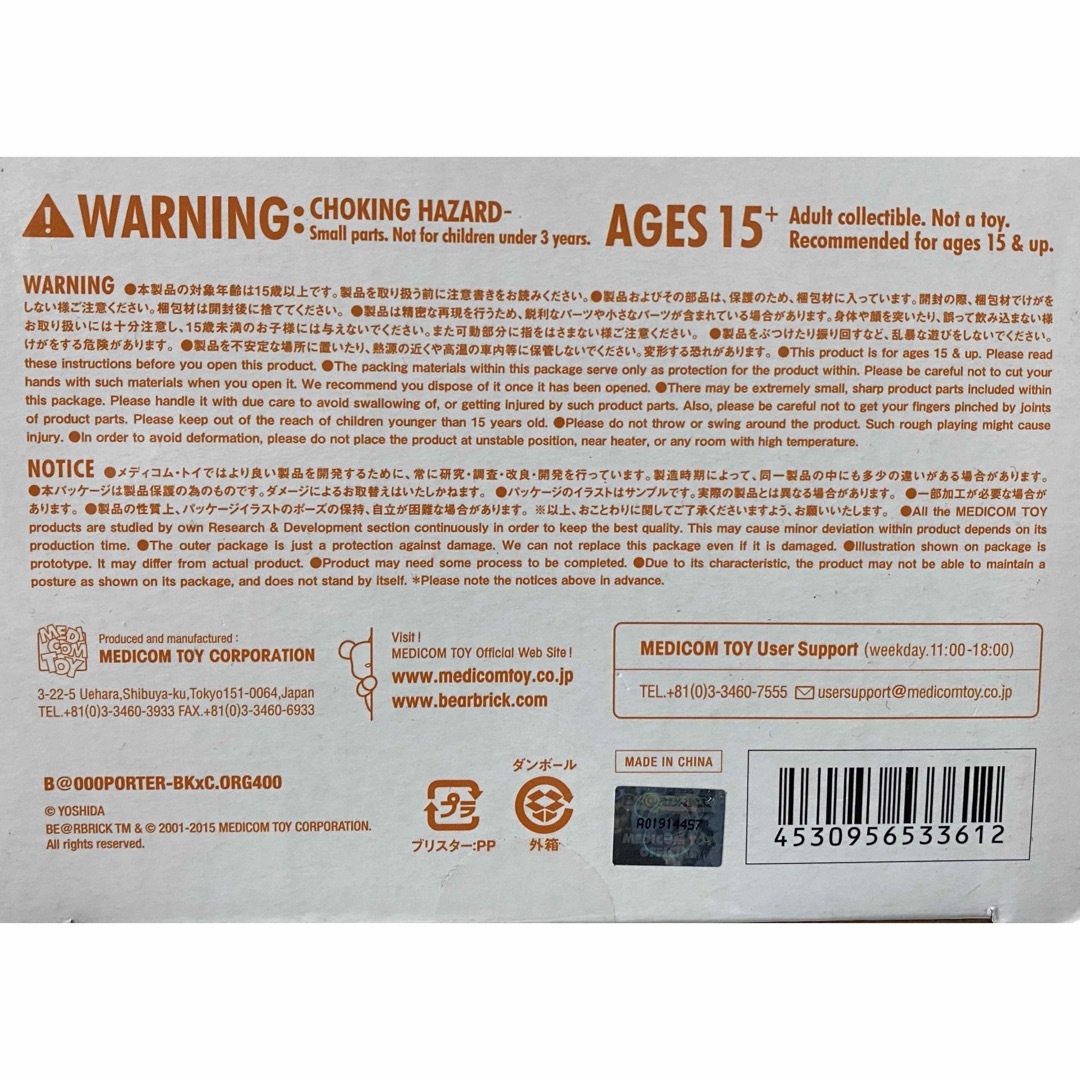 WARNING: CHOKING HAZARD-
Small parts. Not for children under 3 years.
AGES 15+ Adult collectible. Not a toy.
Recommended for ages 15 & up.
WARNING ●本製品の対象年齢は15歳以上です。製品を取り扱う前に注意書きをお読みください。●製品およびその部品は、保護のため、梱包材に入っています。開封の際、梱包材でけがを
しない様ご注意ください。梱包材は開封後に捨ててください。●製品は精密な再現を行うため、鋭利なパーツや小さなパーツが含まれている場合があります。身体や顔を突いたり、誤って飲み込まない様
お取り扱いには十分注意し、15歳未満のお子様には与えないでください。また可動部分に指をはさまない様ご注意ください。 ●製品をぶつけたり振り回すなど、乱暴な遊びをしないでください。
けがをする危険があります。 ●製品を不安定な場所に置いたり、熱源の近くや高温の車内等に保管しないでください。変形する恐れがあります。 ●This product is for ages 15 & up. Please read
these instructions before you open this product. ●The packing materials within this package serve only as protection for the product within. Please be careful not to cut your
hands with such materials when you open it. We recommend you dispose of it once it has been opened. ●There may be extremely small, sharp product parts included within
this package. Please handle it with due care to avoid swallowing of, or getting injured by such product parts. Also, please be careful not to get your fingers pinched by joints
of product parts. Please keep out of the reach of children younger than 15 years old. ●Please do not throw or swing around the product. Such rough playing might cause
injury. ●In order to avoid deformation, please do not place the product at unstable position, near heater, or any room with high temperature.
NOTICE ●メディコム・トイではより良い製品を開発するために、常に研究・調査・改良・開発を行っています。製造時期によって、同一製品の中にも多少の違いがある場合があります。
●本パッケージは製品保護の為のものです。ダメージによるお取替えはいたしかねます。 ●パッケージのイラストはサンプルです。実際の製品とは異なる場合があります。 ●一部加工が必要な場合が
あります。 ●製品の性質上、パッケージイラストのポーズの保持、自立が困難な場合があります。 ※以上、おことわりに関してご了承くださいますよう、お願いいたします。 ●All the MEDICOM TOY
products are studied by own Research & Development section continuously in order to keep the best quality. This may cause minor deviation within product depends on its
production time. ●The outer package is just a protection against damage. We can not replace this package even if it is damaged. ●Illustration shown on package is
prototype. It may differ from actual product. ●Product may need some process to be completed. ●Due to its characteristic, the product may not be able to maintain a
posture as shown on its package, and does not stand by itself. ＊Please note the notices above in advance.
MEDI
COM
TOY
Produced and manufactured :
MEDICOM TOY CORPORATION
3-22-5 Uehara,Shibuya-ku,Tokyo151-0064,Japan
TEL.+81(0)3-3460-3933 FAX.+81(0)3-3460-6933
Visit !
MEDICOM TOY Official Web Site !
www.medicomtoy.co.jp
www.bearbrick.com
MEDICOM TOY User Support (weekday.11:00-18:00)
TEL.+81(0)3-3460-7555 usersupport@medicomtoy.co.jp
B@000PORTER-BKxC.ORG400
© YOSHIDA
BE@RBRICK TM & © 2001-2015 MEDICOM TOY CORPORATION.
All rights reserved.
プラ
ブリスター:PP
ダンボール
外箱
MADE IN CHINA
A01914457
MEDICOM TOY
4530956533612